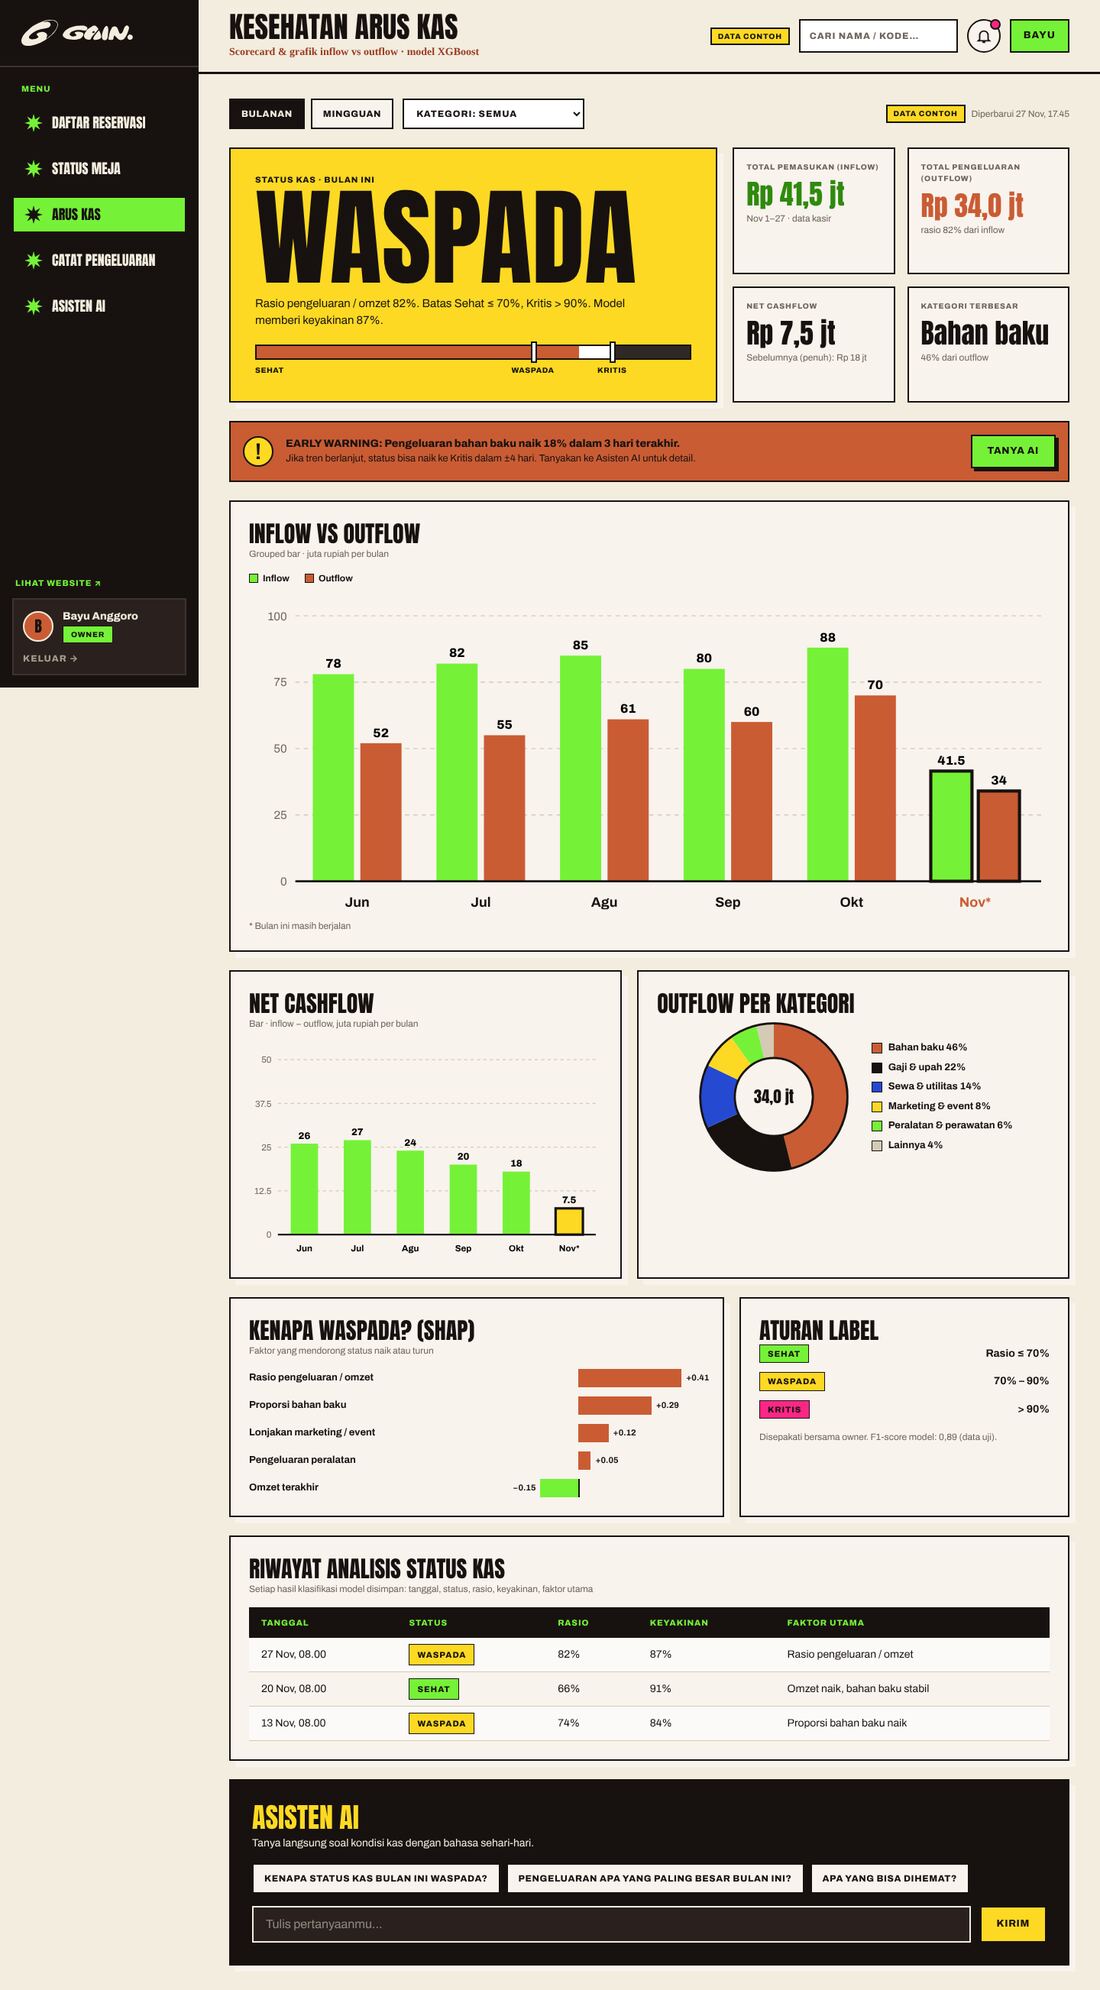 GAIN.
MENU
DAFTAR RESERVASI
STATUS MEJA
ARUS KAS
CATAT PENGELUARAN
ASISTEN AI
LIHAT WEBSITE ↗
B
Bayu Anggoro
OWNER
KELUAR →
KESEHATAN ARUS KAS
Scorecard & grafik inflow vs outflow · model XGBoost
DATA CONTOH
CARI NAMA / KODE...
BAYU
BULANAN
MINGGUAN
KATEGORI: SEMUA
DATA CONTOH
Diperbarui 27 Nov, 17.45
STATUS KAS · BULAN INI
WASPADA
Rasio pengeluaran / omzet 82%. Batas Sehat ≤ 70%, Kritis > 90%. Model
memberi keyakinan 87%.
SEHAT
WASPADA
KRITIS
TOTAL PEMASUKAN (INFLOW)
Rp 41,5 jt
Nov 1–27 · data kasir
TOTAL PENGELUARAN
(OUTFLOW)
Rp 34,0 jt
rasio 82% dari inflow
NET CASHFLOW
Rp 7,5 jt
Sebelumnya (penuh): Rp 18 jt
KATEGORI TERBESAR
Bahan baku
46% dari outflow
!
EARLY WARNING: Pengeluaran bahan baku naik 18% dalam 3 hari terakhir.
Jika tren berlanjut, status bisa naik ke Kritis dalam ±4 hari. Tanyakan ke Asisten AI untuk detail.
TANYA AI
INFLOW VS OUTFLOW
Grouped bar · juta rupiah per bulan
Inflow
Outflow
100
75
50
25
0
78
52
82
55
85
61
80
60
88
70
41.5
34
Jun
Jul
Agu
Sep
Okt
Nov*
* Bulan ini masih berjalan
NET CASHFLOW
Bar · inflow – outflow, juta rupiah per bulan
50
37.5
25
12.5
0
26
27
24
20
18
7.5
Jun
Jul
Agu
Sep
Okt
Nov*
OUTFLOW PER KATEGORI
34,0 jt
Bahan baku 46%
Gaji & upah 22%
Sewa & utilitas 14%
Marketing & event 8%
Peralatan & perawatan 6%
Lainnya 4%
KENAPA WASPADA? (SHAP)
Faktor yang mendorong status naik atau turun
Rasio pengeluaran / omzet
+0.41
Proporsi bahan baku
+0.29
Lonjakan marketing / event
+0.12
Pengeluaran peralatan
+0.05
Omzet terakhir
−0.15
ATURAN LABEL
SEHAT
Rasio ≤ 70%
WASPADA
70% – 90%
KRITIS
> 90%
Disepakati bersama owner. F1-score model: 0,89 (data uji).
RIWAYAT ANALISIS STATUS KAS
Setiap hasil klasifikasi model disimpan: tanggal, status, rasio, keyakinan, faktor utama
TANGGAL STATUS RASIO KEYAKINAN FAKTOR UTAMA
27 Nov, 08.00 WASPADA 82% 87% Rasio pengeluaran / omzet
20 Nov, 08.00 SEHAT 66% 91% Omzet naik, bahan baku stabil
13 Nov, 08.00 WASPADA 74% 84% Proporsi bahan baku naik
ASISTEN AI
Tanya langsung soal kondisi kas dengan bahasa sehari-hari.
KENAPA STATUS KAS BULAN INI WASPADA?
PENGELUARAN APA YANG PALING BESAR BULAN INI?
APA YANG BISA DIHEMAT?
Tulis pertanyaanmu...
KIRIM